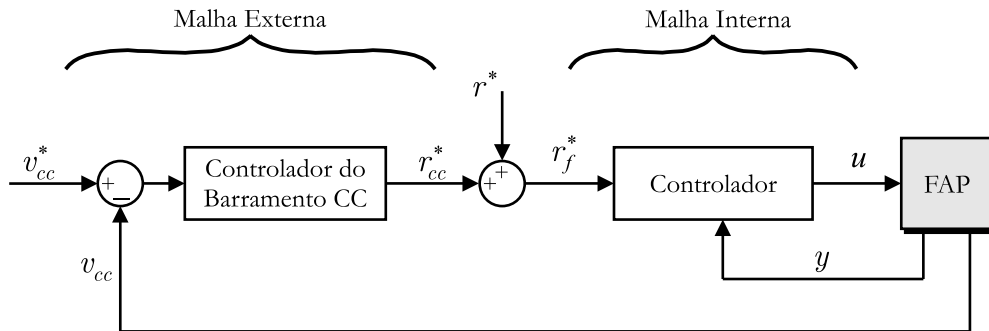 Malha Externa
Malha Interna
r*
v*cc
+
−
Controlador do
Barramento CC
r*cc
+
+
r*f
Controlador
u
FAP
vcc
y